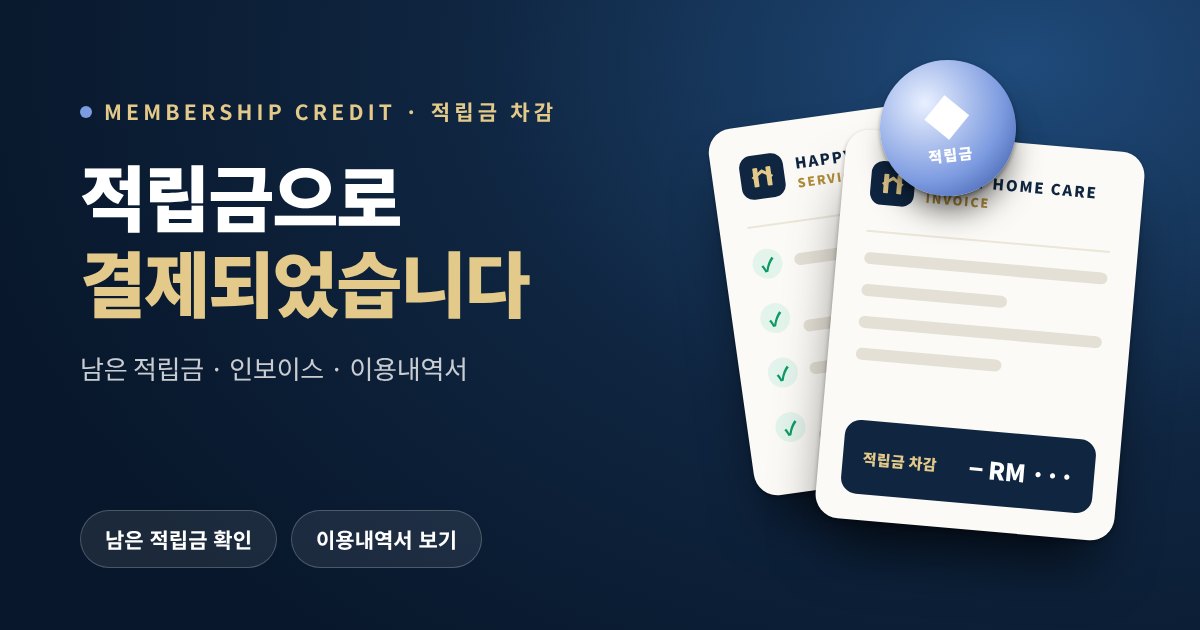 MEMBERSHIP CREDIT · 적립금 차감
적립금으로
결제되었습니다
남은 적립금 · 인보이스 · 이용내역서
남은 적립금 확인
이용내역서 보기
적립금
HOME CARE
INVOICE
적립금 차감
– RM · · ·